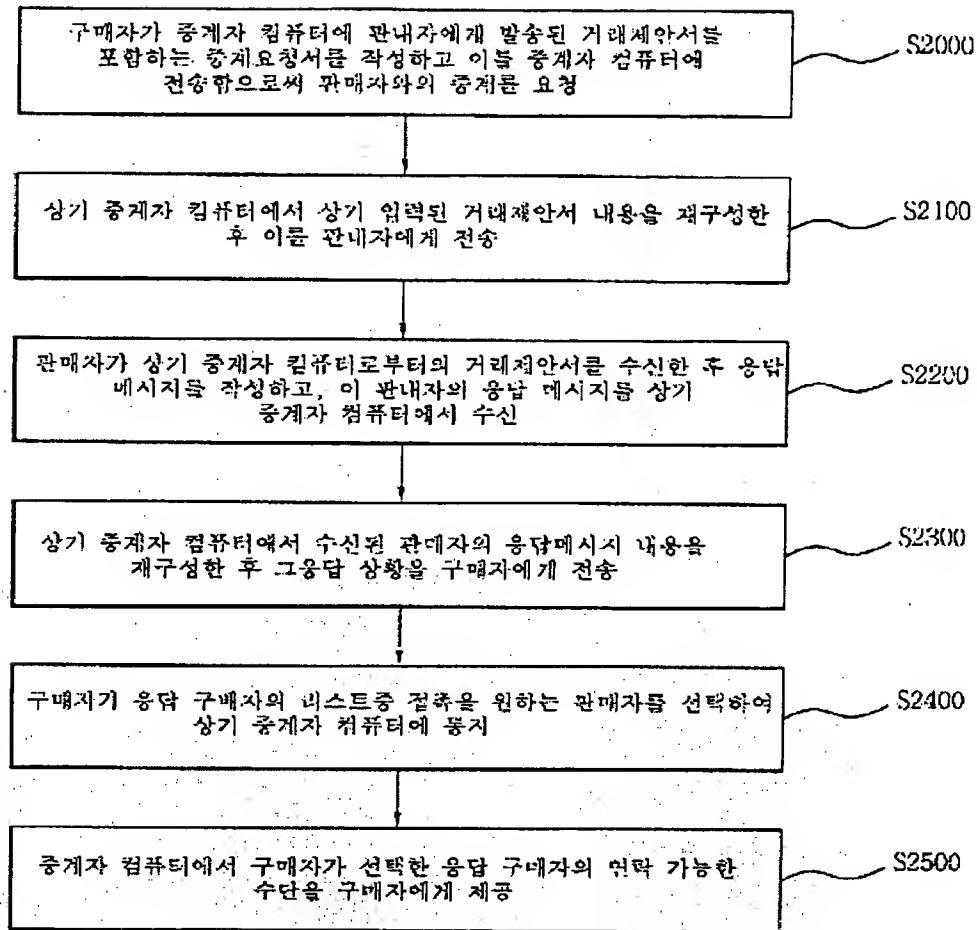 구매자가 중계자 컴퓨터에 판매자에게 발송된 거래제안서를
포함하는 중계요청서를 작성하고 이를 중계자 컴퓨터에
전송함으로써 판매자와의 중계를 요청
S2000
상기 중계자 컴퓨터에서 상기 입력된 거래제안서 내용을 재구성한
후 이를 판매자에게 전송
S2100
판매자가 상기 중계자 컴퓨터로부터의 거래제안서를 수신한 후 응답
메시지를 작성하고, 이 판매자의 응답 메시지를 상기
중계자 컴퓨터에서 수신
S2200
상기 중계자 컴퓨터에서 수신된 판매자의 응답메시지 내용을
재구성한 후 그응답 상황을 구매자에게 전송
S2300
구매자가 응답 구매자의 리스트중 접촉을 원하는 판매자를 선택하여
상기 중계자 컴퓨터에 통지
S2400
중계자 컴퓨터에서 구매자가 선택한 응답 구매자의 연락 가능한
수단을 구매자에게 제공
S2500